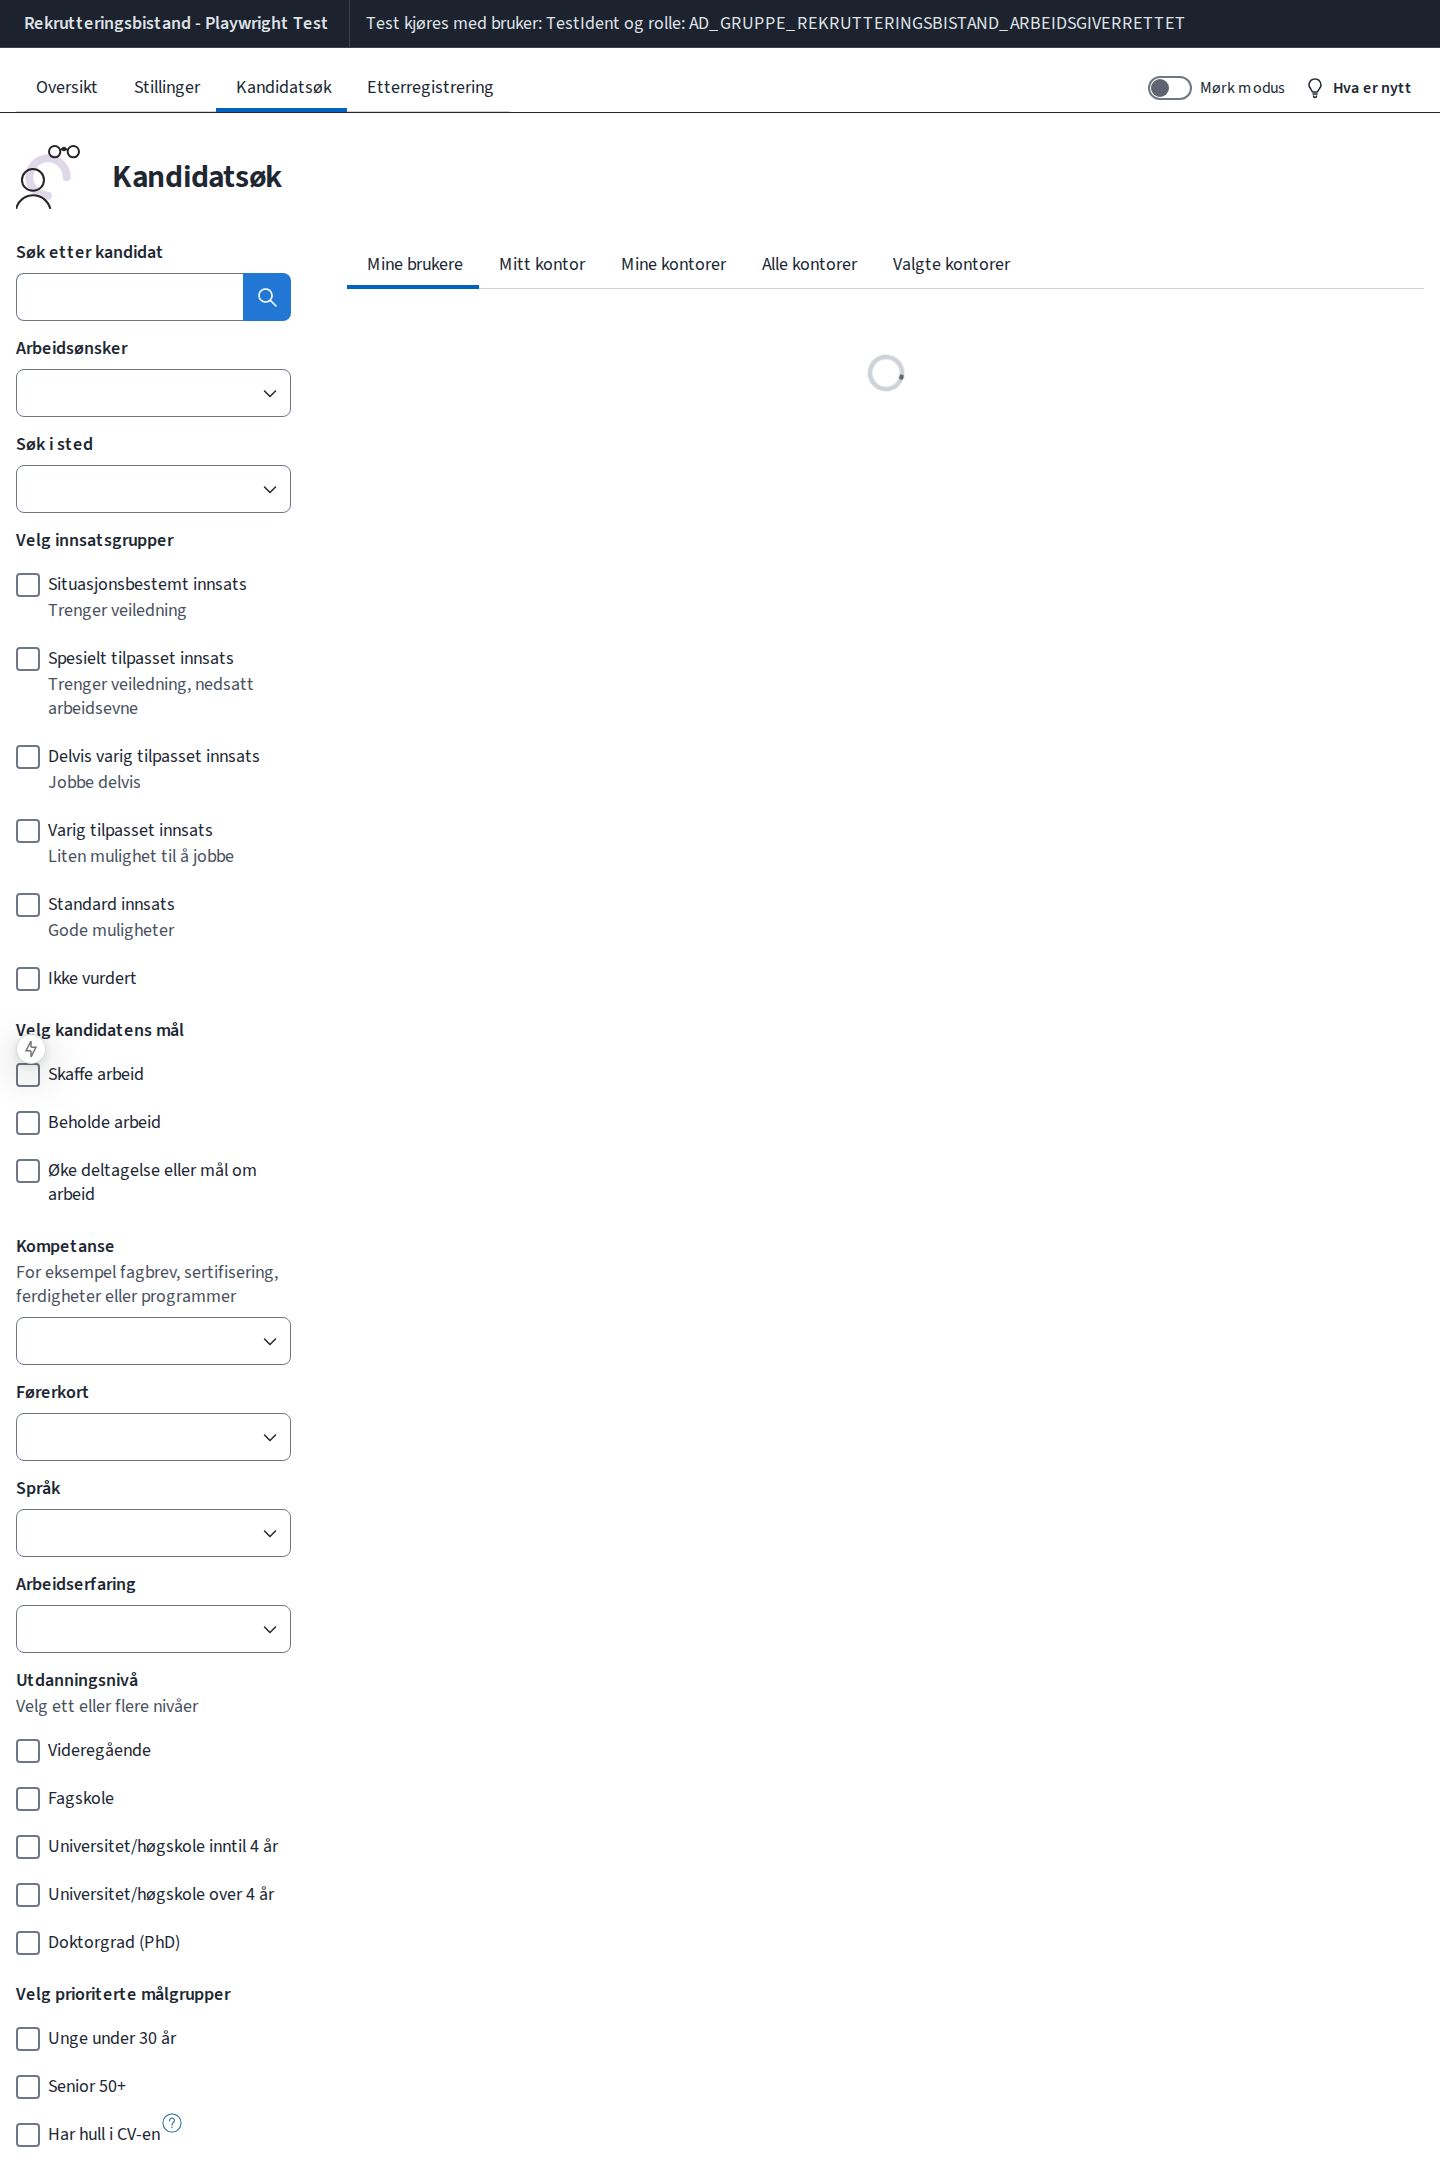 Rekrutteringsbistand - Playwright Test
Test kjøres med bruker: TestIdent og rolle: AD_GRUPPE_REKRUTTERINGSBISTAND_ARBEIDSGIVERRETTET
Oversikt
Stillinger
Kandidatsøk
Etterregistrering
Mørk modus
Hva er nytt
Kandidatsøk
Søk etter kandidat
Mine brukere
Mitt kontor
Mine kontorer
Alle kontorer
Valgte kontorer
Arbeidsønsker
Søk i sted
Velg innsatsgrupper
Situasjonsbestemt innsats
Trenger veiledning
Spesielt tilpasset innsats
Trenger veiledning, nedsatt
arbeidsevne
Delvis varig tilpasset innsats
Jobbe delvis
Varig tilpasset innsats
Liten mulighet til å jobbe
Standard innsats
Gode muligheter
Ikke vurdert
Velg kandidatens mål
Skaffe arbeid
Beholde arbeid
Øke deltagelse eller mål om
arbeid
Kompetanse
For eksempel fagbrev, sertifisering,
ferdigheter eller programmer
Førerkort
Språk
Arbeidserfaring
Utdanningsnivå
Velg ett eller flere nivåer
Videregående
Fagskole
Universitet/høgskole inntil 4 år
Universitet/høgskole over 4 år
Doktorgrad (PhD)
Velg prioriterte målgrupper
Unge under 30 år
Senior 50+
Har hull i CV-en